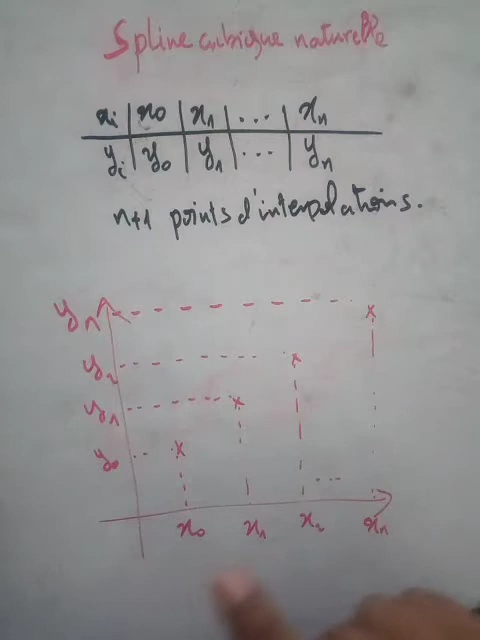 Spline cubique naturelle
xi x0 x1 ... xn
yi y0 y1 ... yn
n+1 points d'interpolations.
yn
y2
y1
y0
...
x0 x1 x2 xn